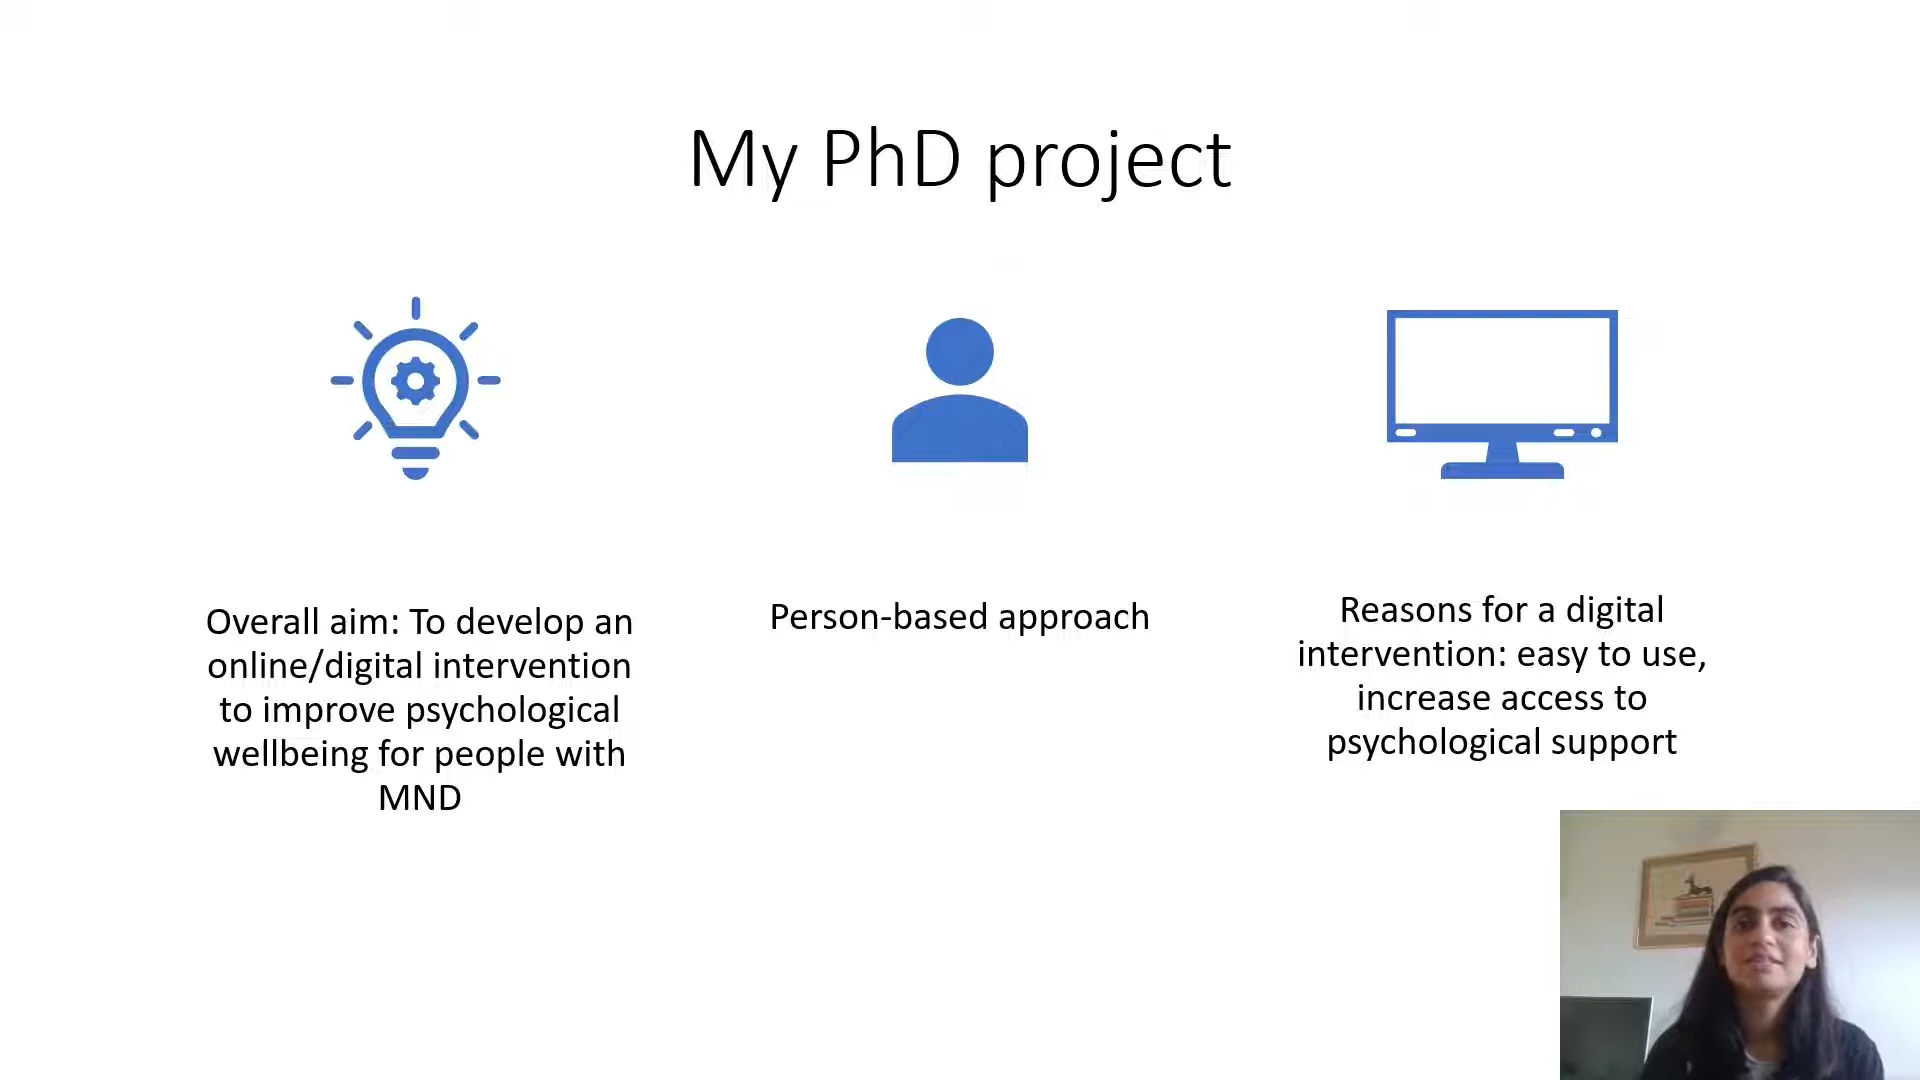 My PhD project
Overall aim: To develop an
online/digital intervention
to improve psychological
wellbeing for people with
MND
Person-based approach
Reasons for a digital
intervention: easy to use,
increase access to
psychological support